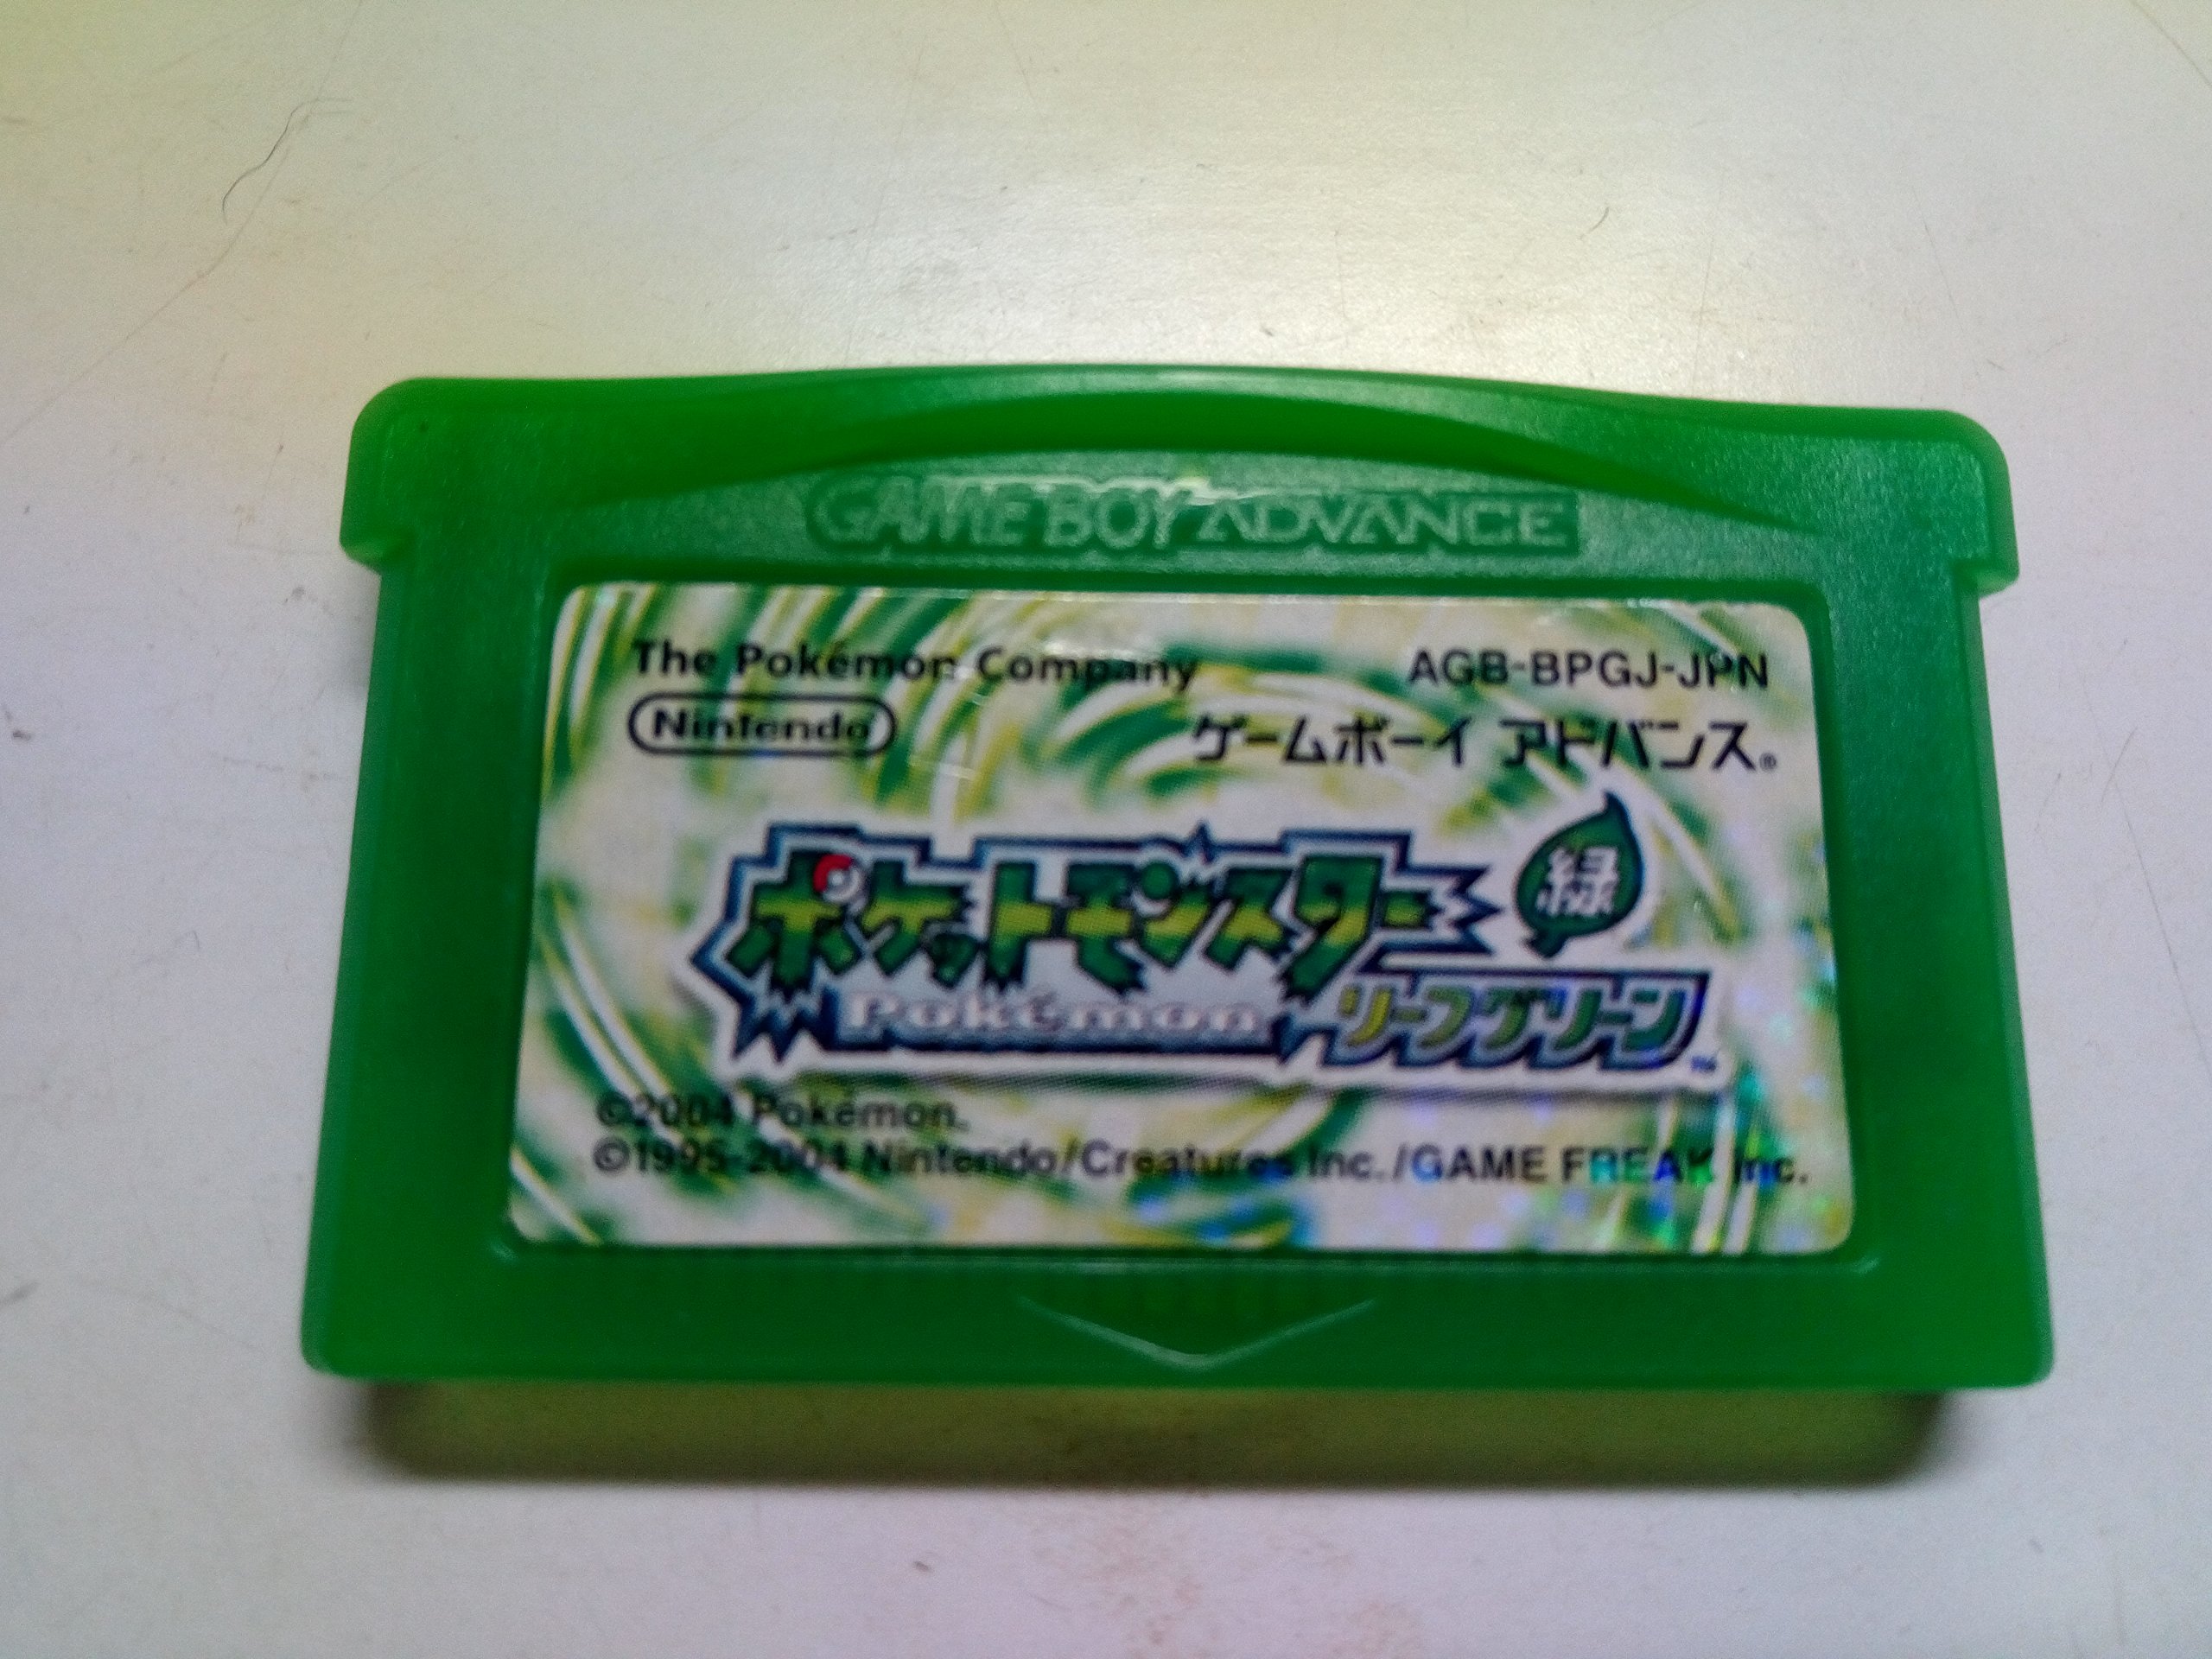 GAME BOY ADVANCE
The Pokémon Company
AGB-BPGJ-JPN
Nintendo
ゲームボーイ アドバンス®
ポケットモンスター 緑
Pokémon
リーフグリーン™
©2004 Pokémon.
©1995-2004 Nintendo/Creatures inc./GAME FREAK inc.